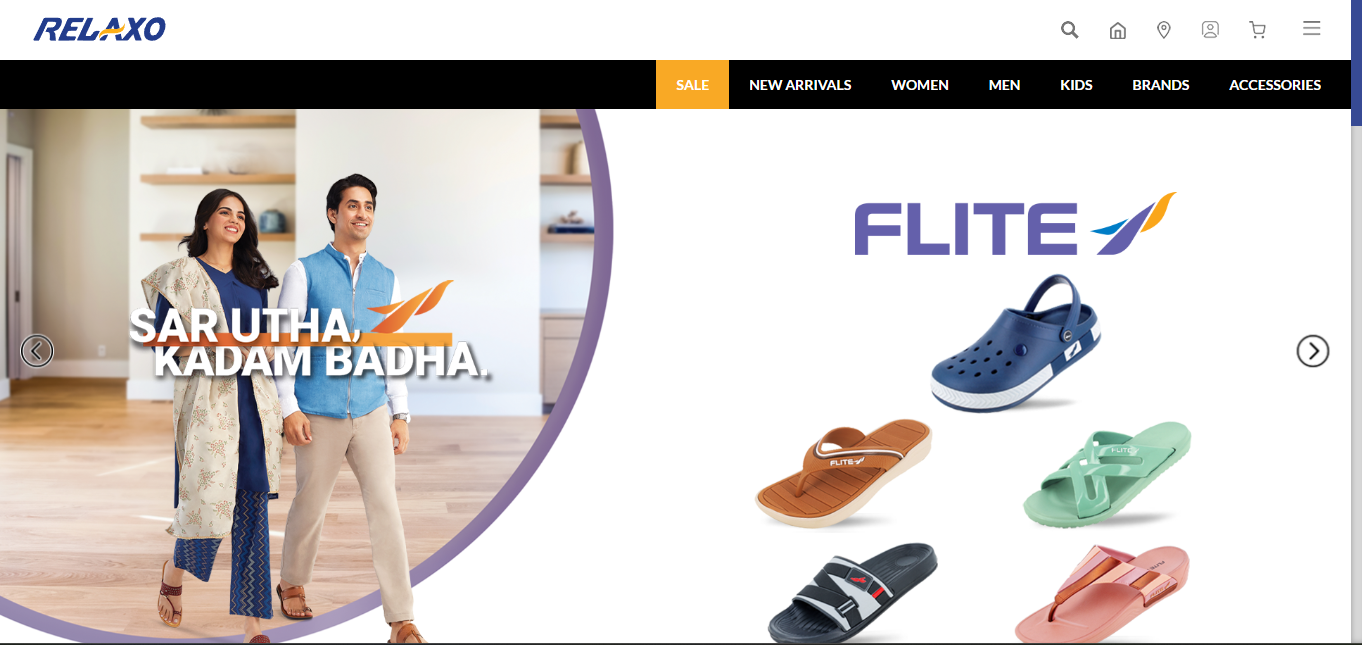 RELAXO
SALE NEW ARRIVALS WOMEN MEN KIDS BRANDS ACCESSORIES
SAR UTHA,
KADAM BADHA.
FLITE
FLITE
FLITE